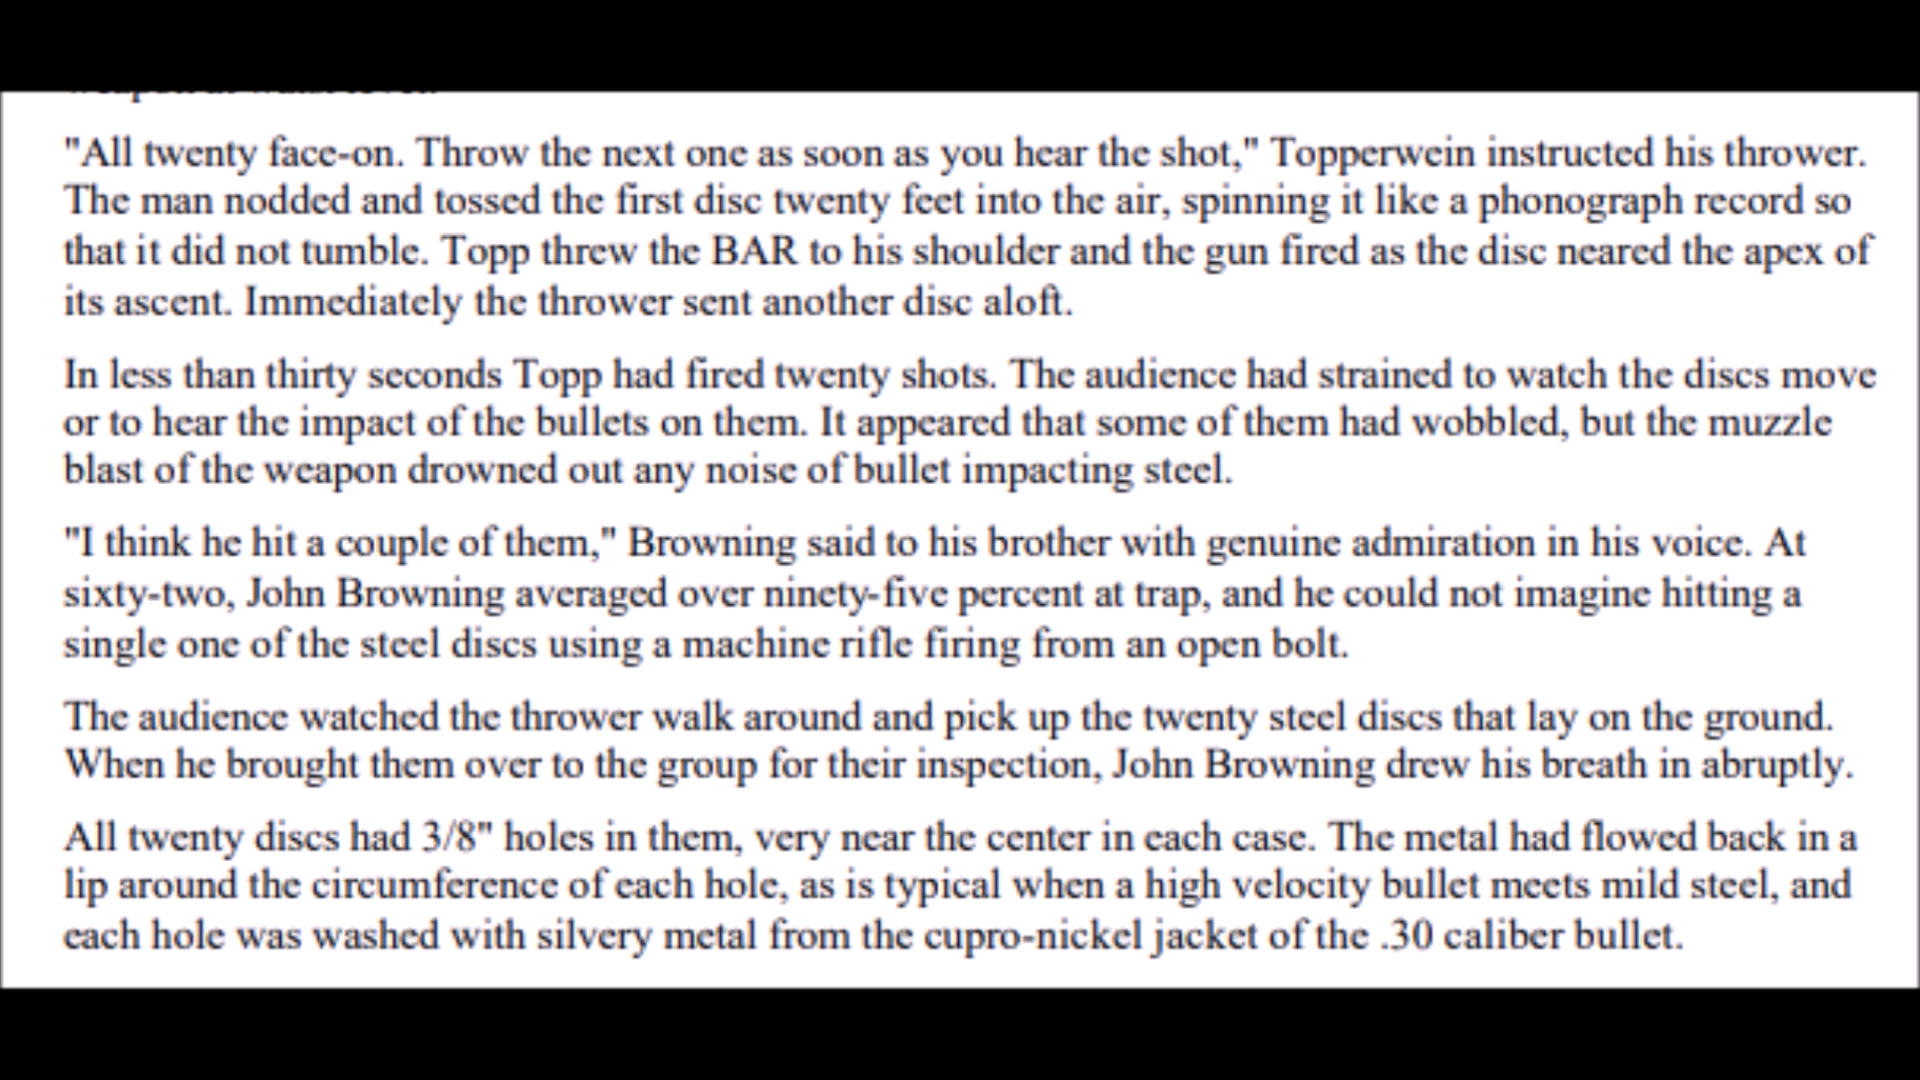 "All twenty face-on. Throw the next one as soon as you hear the shot," Topperwein instructed his thrower.
The man nodded and tossed the first disc twenty feet into the air, spinning it like a phonograph record so
that it did not tumble. Topp threw the BAR to his shoulder and the gun fired as the disc neared the apex of
its ascent. Immediately the thrower sent another disc aloft.
In less than thirty seconds Topp had fired twenty shots. The audience had strained to watch the discs move
or to hear the impact of the bullets on them. It appeared that some of them had wobbled, but the muzzle
blast of the weapon drowned out any noise of bullet impacting steel.
"I think he hit a couple of them," Browning said to his brother with genuine admiration in his voice. At
sixty-two, John Browning averaged over ninety-five percent at trap, and he could not imagine hitting a
single one of the steel discs using a machine rifle firing from an open bolt.
The audience watched the thrower walk around and pick up the twenty steel discs that lay on the ground.
When he brought them over to the group for their inspection, John Browning drew his breath in abruptly.
All twenty discs had 3/8" holes in them, very near the center in each case. The metal had flowed back in a
lip around the circumference of each hole, as is typical when a high velocity bullet meets mild steel, and
each hole was washed with silvery metal from the cupro-nickel jacket of the .30 caliber bullet.